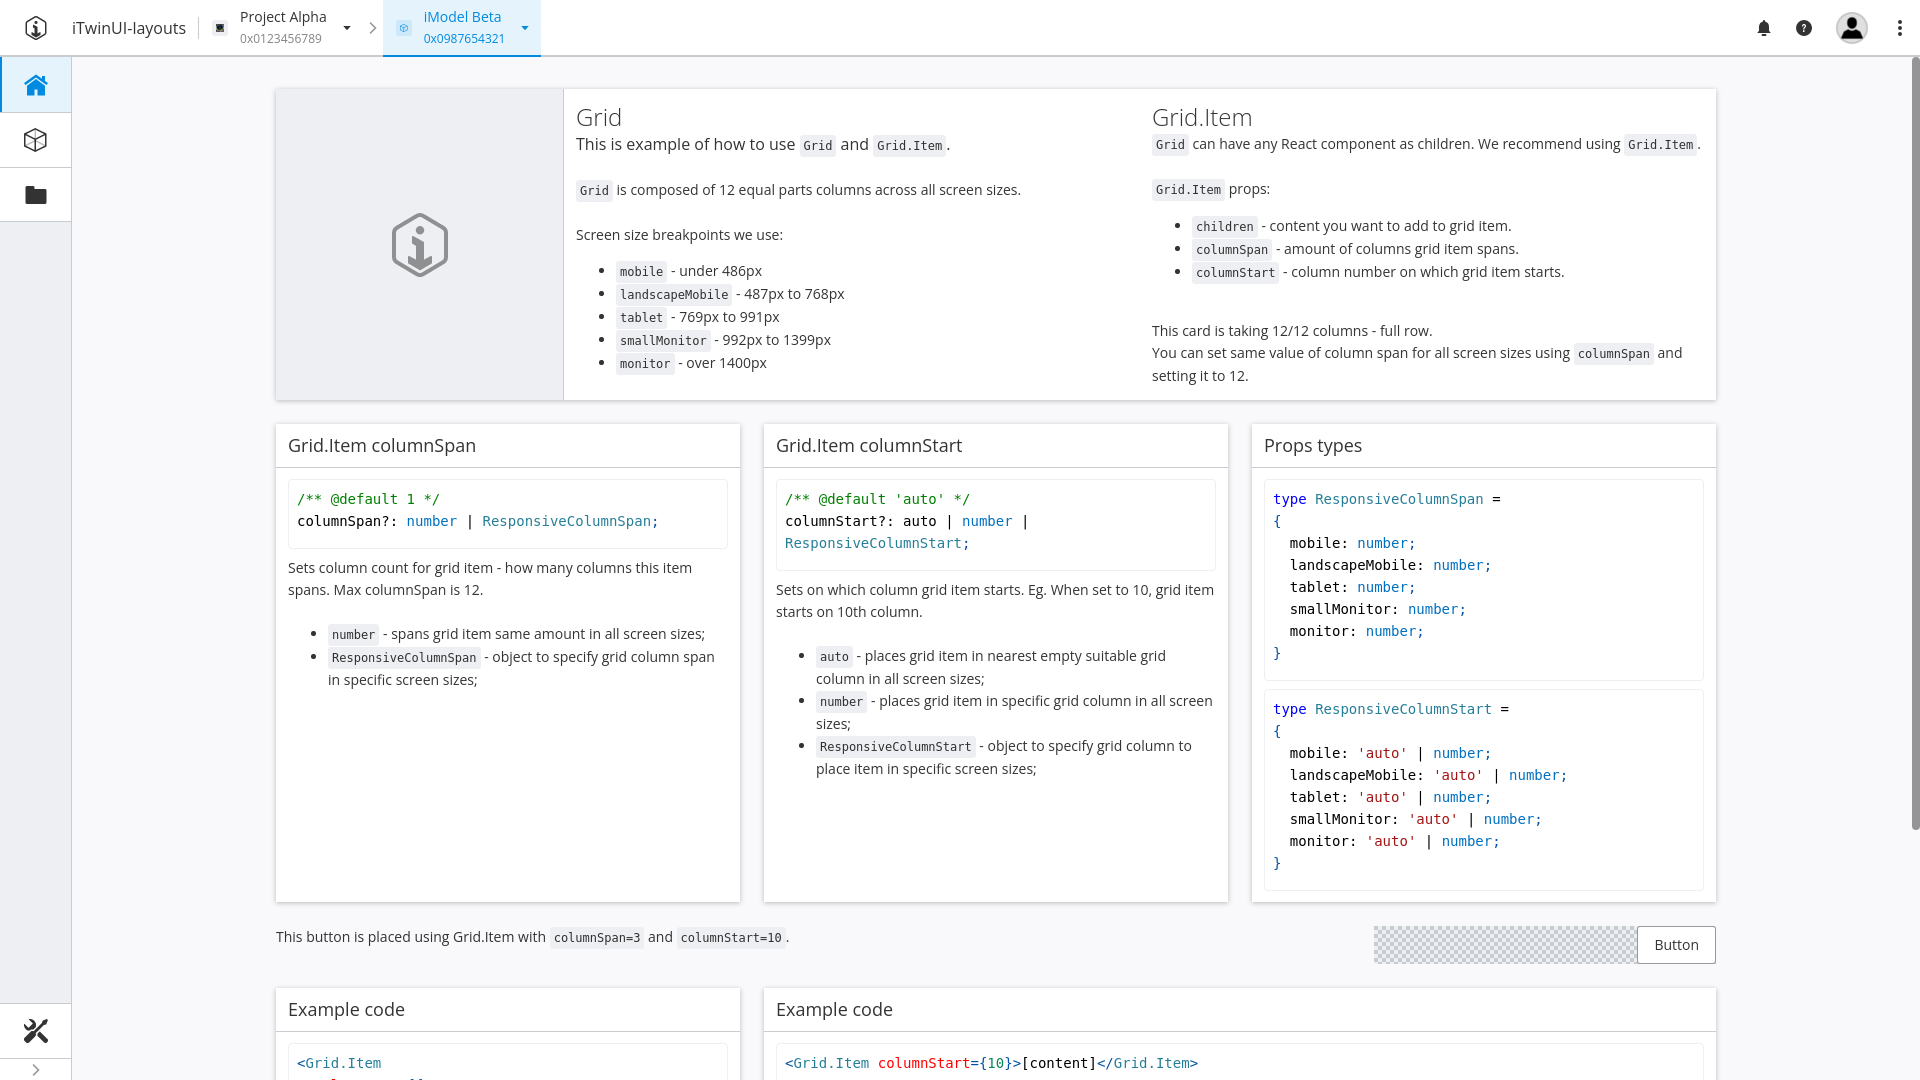 iTwinUI-layouts
Project Alpha
0x0123456789
iModel Beta
0x0987654321
Grid
This is example of how to use Grid and Grid.Item.
Grid is composed of 12 equal parts columns across all screen sizes.
Screen size breakpoints we use:
mobile - under 486px
landscapeMobile - 487px to 768px
tablet - 769px to 991px
smallMonitor - 992px to 1399px
monitor - over 1400px
Grid.Item
Grid can have any React component as children. We recommend using Grid.Item.
Grid.Item props:
children - content you want to add to grid item.
columnSpan - amount of columns grid item spans.
columnStart - column number on which grid item starts.
This card is taking 12/12 columns - full row.
You can set same value of column span for all screen sizes using columnSpan and
setting it to 12.
Grid.Item columnSpan
/** @default 1 */
columnSpan?: number | ResponsiveColumnSpan;
Sets column count for grid item - how many columns this item
spans. Max columnSpan is 12.
number - spans grid item same amount in all screen sizes;
ResponsiveColumnSpan - object to specify grid column span
in specific screen sizes;
Grid.Item columnStart
/** @default 'auto' */
columnStart?: auto | number |
ResponsiveColumnStart;
Sets on which column grid item starts. Eg. When set to 10, grid item
starts on 10th column.
auto - places grid item in nearest empty suitable grid
column in all screen sizes;
number - places grid item in specific grid column in all screen
sizes;
ResponsiveColumnStart - object to specify grid column to
place item in specific screen sizes;
Props types
type ResponsiveColumnSpan =
{
mobile: number;
landscapeMobile: number;
tablet: number;
smallMonitor: number;
monitor: number;
}
type ResponsiveColumnStart =
{
mobile: 'auto' | number;
landscapeMobile: 'auto' | number;
tablet: 'auto' | number;
smallMonitor: 'auto' | number;
monitor: 'auto' | number;
}
This button is placed using Grid.Item with columnSpan=3 and columnStart=10.
Button
Example code
<Grid.Item
Example code
<Grid.Item columnStart={10}>[content]</Grid.Item>